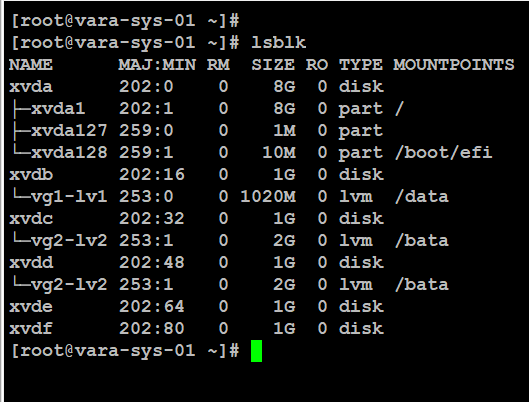 [root@vara-sys-01 ~]#
[root@vara-sys-01 ~]# lsblk
NAME        MAJ:MIN RM  SIZE RO TYPE MOUNTPOINTS
xvda        202:0    0    8G  0 disk
├─xvda1     202:1    0    8G  0 part /
├─xvda127   259:0    0    1M  0 part
└─xvda128   259:1    0   10M  0 part /boot/efi
xvdb        202:16   0    1G  0 disk
└─vg1-lv1   253:0    0 1020M  0 lvm  /data
xvdc        202:32   0    1G  0 disk
└─vg2-lv2   253:1    0    2G  0 lvm  /bata
xvdd        202:48   0    1G  0 disk
└─vg2-lv2   253:1    0    2G  0 lvm  /bata
xvde        202:64   0    1G  0 disk
xvdf        202:80   0    1G  0 disk
[root@vara-sys-01 ~]#